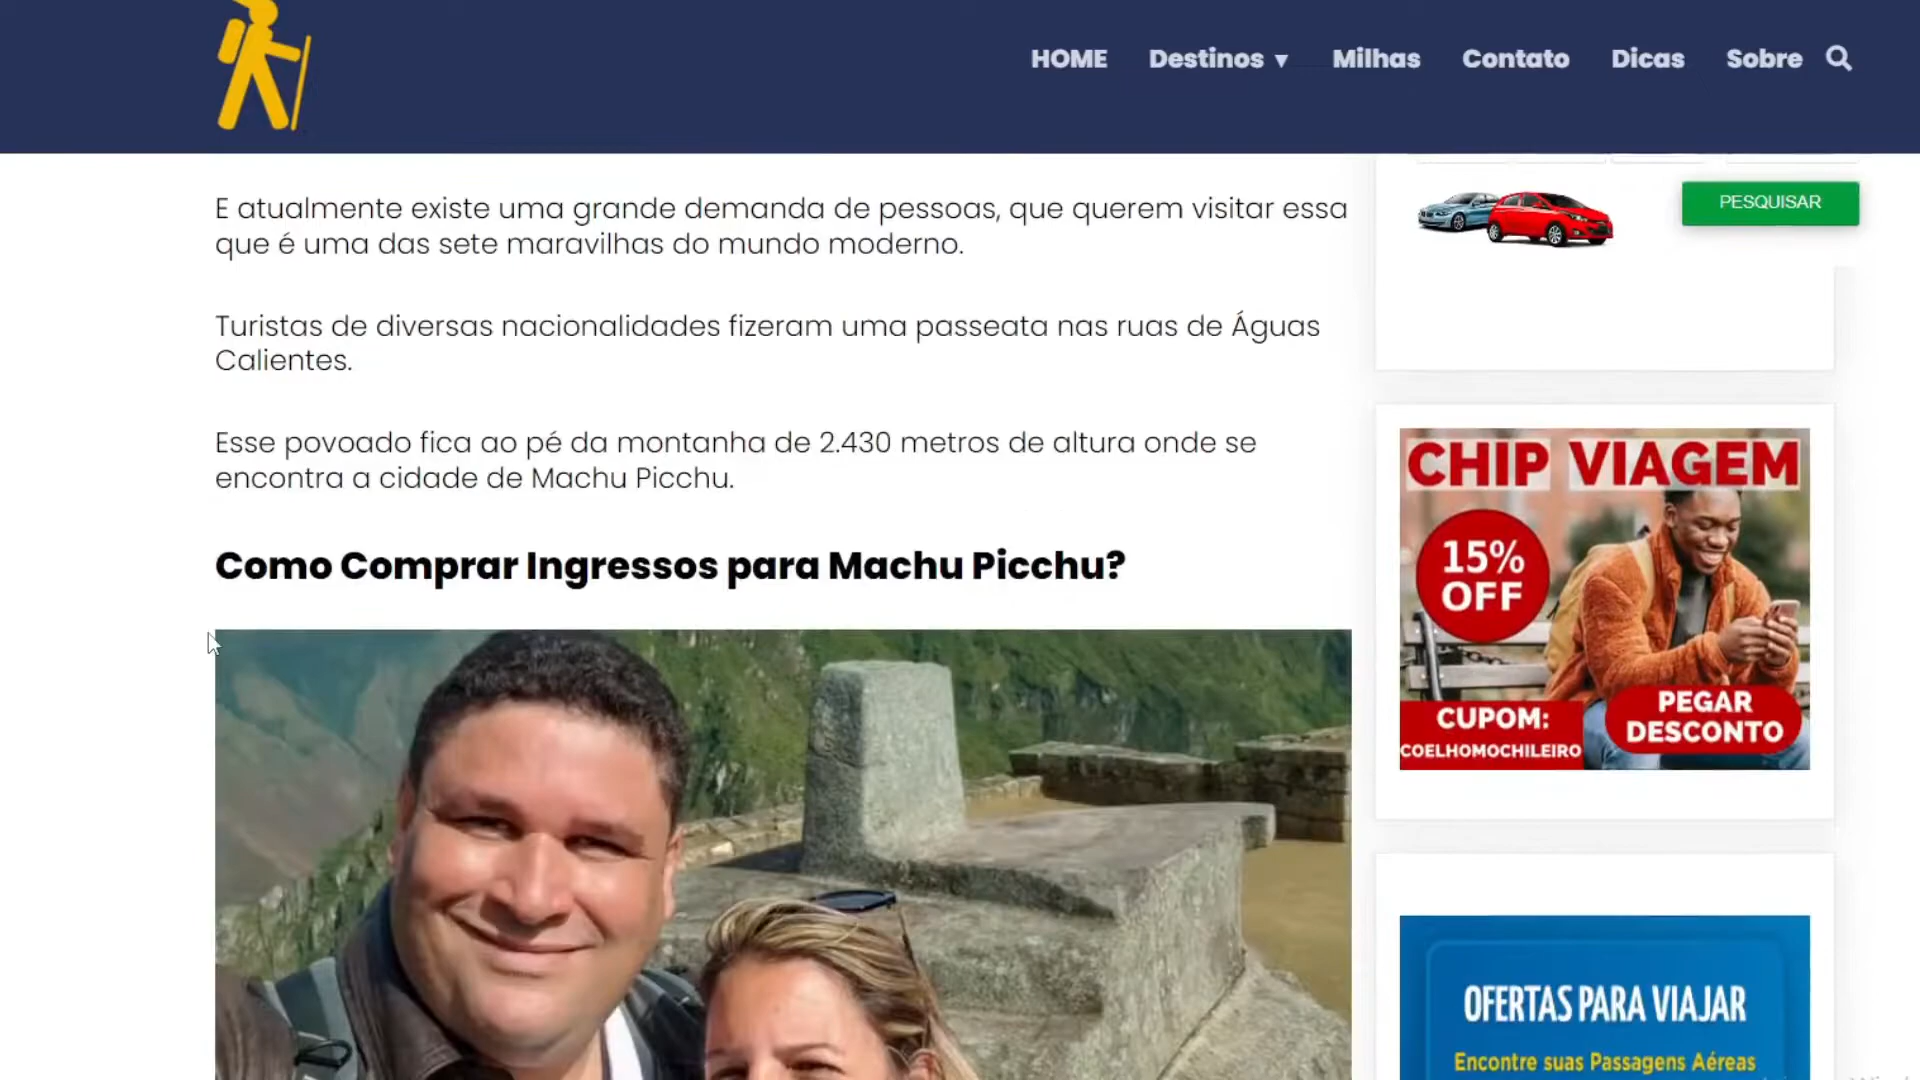 HOME Destinos ▼ Milhas Contato Dicas Sobre
E atualmente existe uma grande demanda de pessoas, que querem visitar essa
que é uma das sete maravilhas do mundo moderno.
Turistas de diversas nacionalidades fizeram uma passeata nas ruas de Águas
Calientes.
Esse povoado fica ao pé da montanha de 2.430 metros de altura onde se
encontra a cidade de Machu Picchu.
Como Comprar Ingressos para Machu Picchu?
PESQUISAR
CHIP VIAGEM
15%
OFF
CUPOM:
COELHOMOCHILEIRO
PEGAR
DESCONTO
OFERTAS PARA VIAJAR
Encontre suas Passagens Aéreas